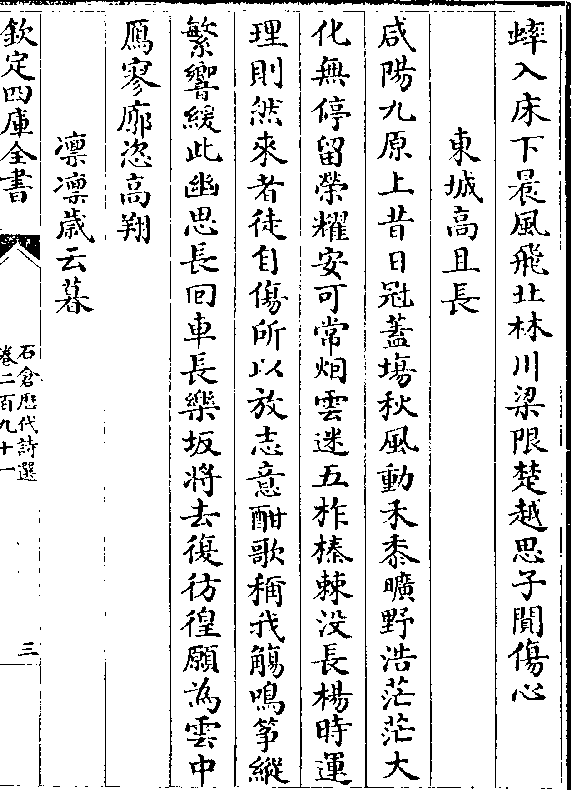 蟀入床下晨風飛北林川梁限楚越思子閒傷心
東城高且長
咸陽九原上昔日冠蓋場秋風動禾黍曠野浩茫茫大
化無停留榮耀安可常烟雲迷五柞榛棘没長楊時運
理則然來者徒自傷所以放志意酣歌稱我觴鳴筝縱
繁響緩此幽思長回車長樂坂將去復彷徨願為雲中
鴈寥廓恣高翔
凛凛歳云暮
欽定四庫全書
石倉歴代詩選
卷二百九十一
三